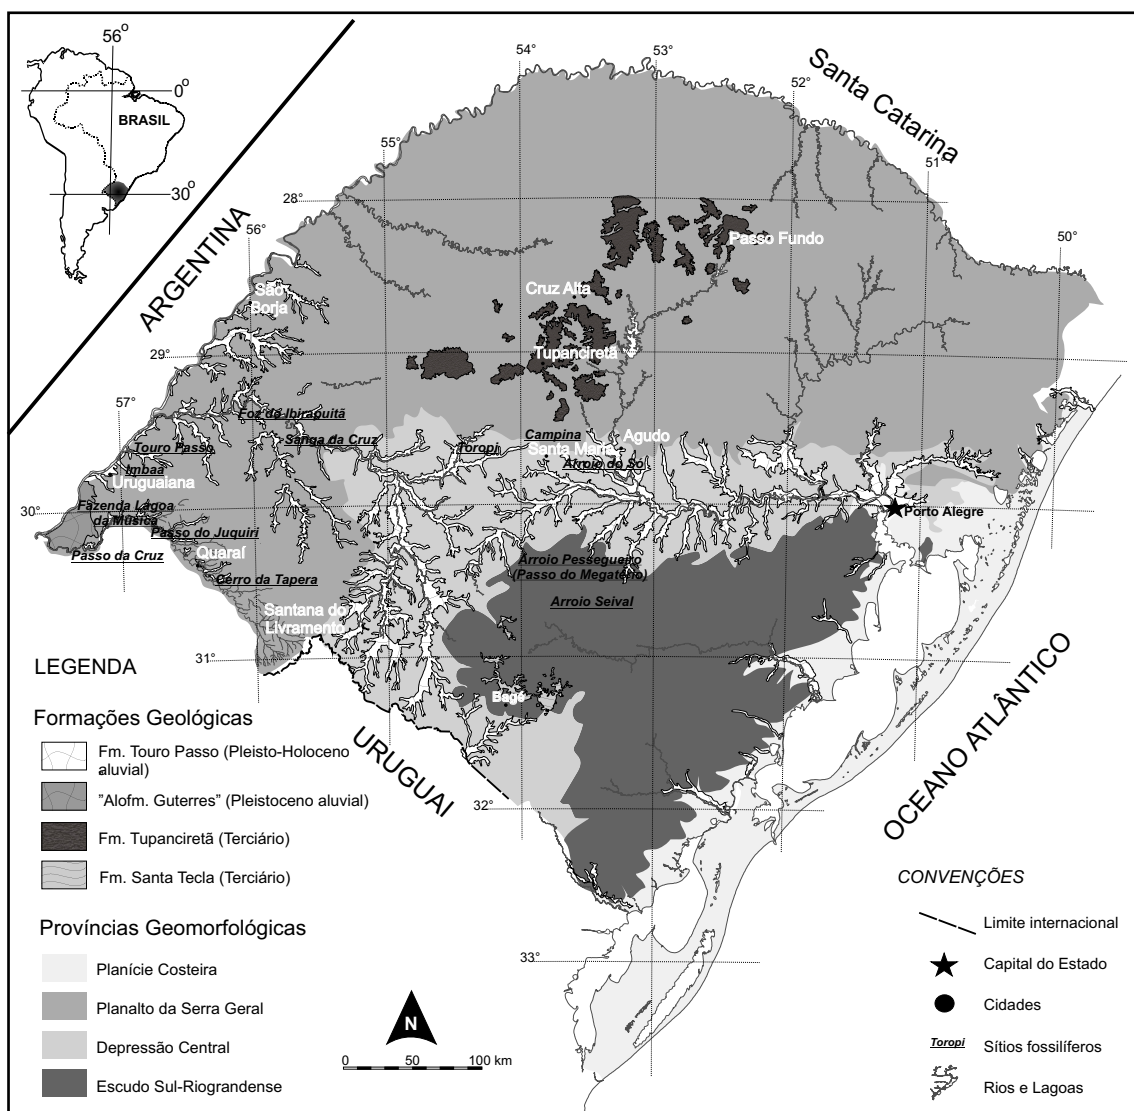 56°
0°
BRASIL
30°
ARGENTINA
Santa Catarina
URUGUAI
OCEANO ATLÂNTICO
54°
53°
52°
55°
51°
28°
56°
50°
Passo Fundo
São
Borja
Cruz Alta
29°
Tupanciretã
57°
Foz do Ibirapuitã
Sanga da Cruz
Touro Passo
Toropi
Campina
Agudo
Santa Maria
Arroio do Só
Imbaá
Uruguaiana
Fazenda Lagoa
da Música
30°
Porto Alegre
Passo do Juquiri
Passo da Cruz
Quaraí
Cerro da Tapera
Arroio Pessegueiro
(Passo do Megatério)
Arroio Seival
Santana do
Livramento
31°
Bagé
32°
33°
LEGENDA
Formações Geológicas
Fm. Touro Passo (Pleisto-Holoceno
aluvial)
”Alofm. Guterres” (Pleistoceno aluvial)
Fm. Tupanciretã (Terciário)
Fm. Santa Tecla (Terciário)
Províncias Geomorfológicas
Planície Costeira
Planalto da Serra Geral
Depressão Central
Escudo Sul-Riograndense
N
0 50 100 km
CONVENÇÕES
Limite internacional
Capital do Estado
Cidades
Toropi Sítios fossilíferos
Rios e Lagoas